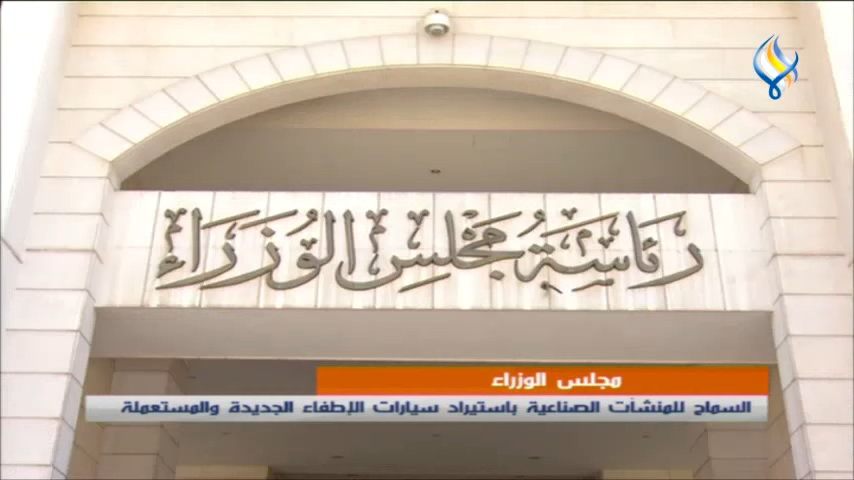 رئاسة مجلس الوزراء
مجلس الوزراء
السماح للمنشآت الصناعية باستيراد سيارات الإطفاء الجديدة والمستعملة